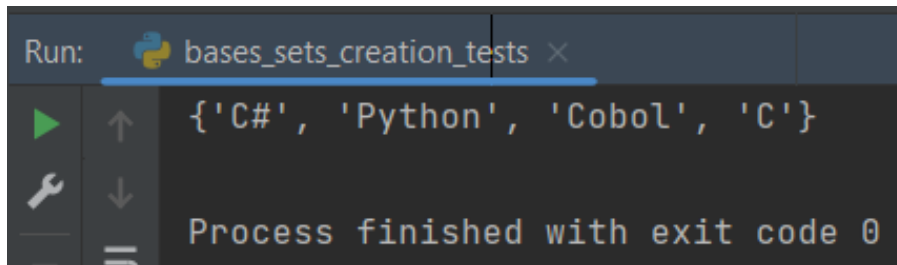 Run: bases_sets_creation_tests
{'C#', 'Python', 'Cobol', 'C'}
Process finished with exit code 0